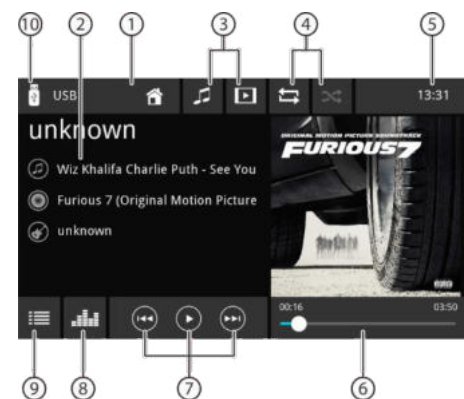 10 2 1 3 4 5
USB 13:31
unknown
Wiz Khalifa Charlie Puth - See You
Furious 7 (Original Motion Picture
unknown
ORIGINAL MOTION PICTURE SOUNDTRACK
FURIOUS7
00:16 03:50
9 8 7 6